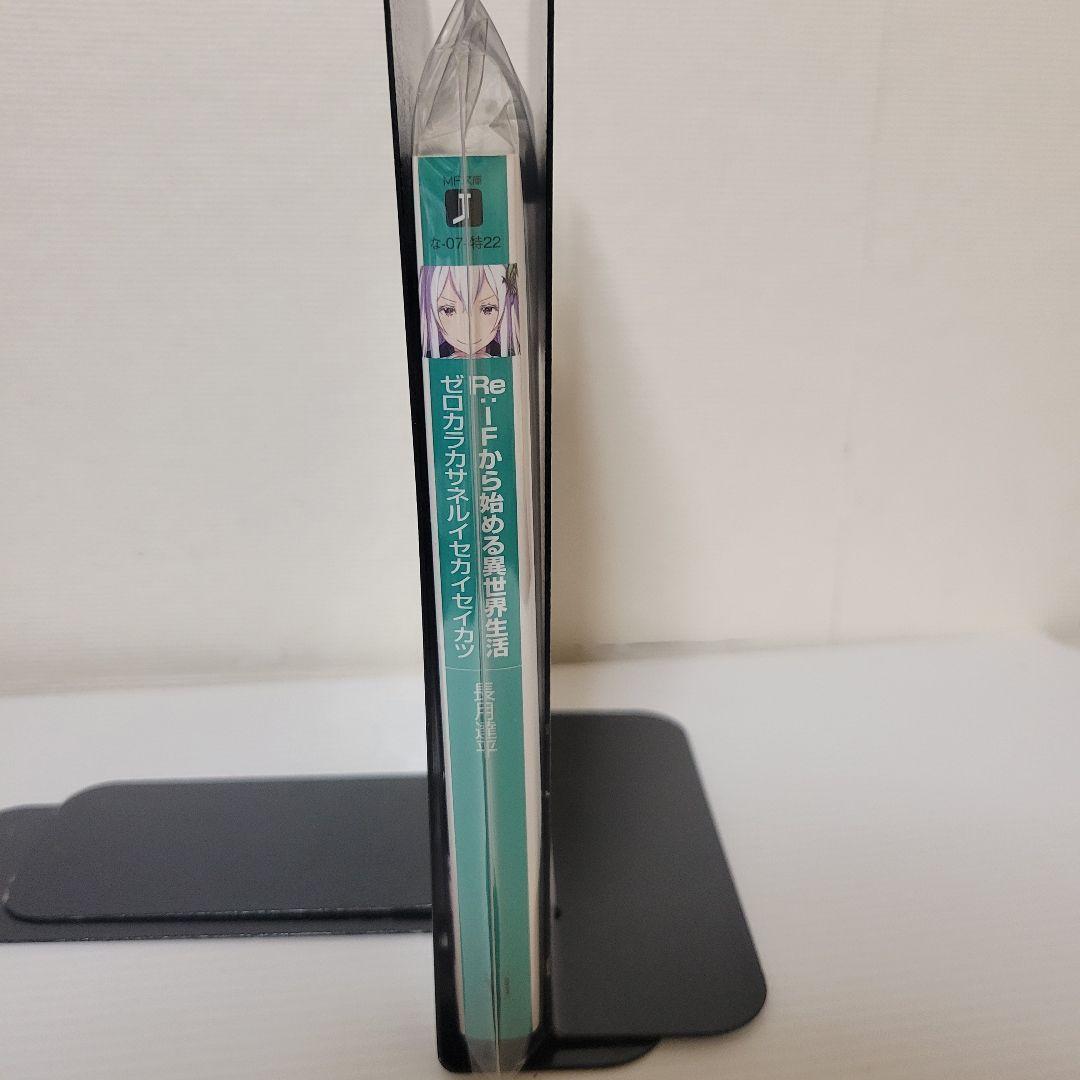 MF文庫
J
な-07-特22
Re:IFから始める異世界生活
ゼロカラカサネルイセカイセイカツ
長月達平